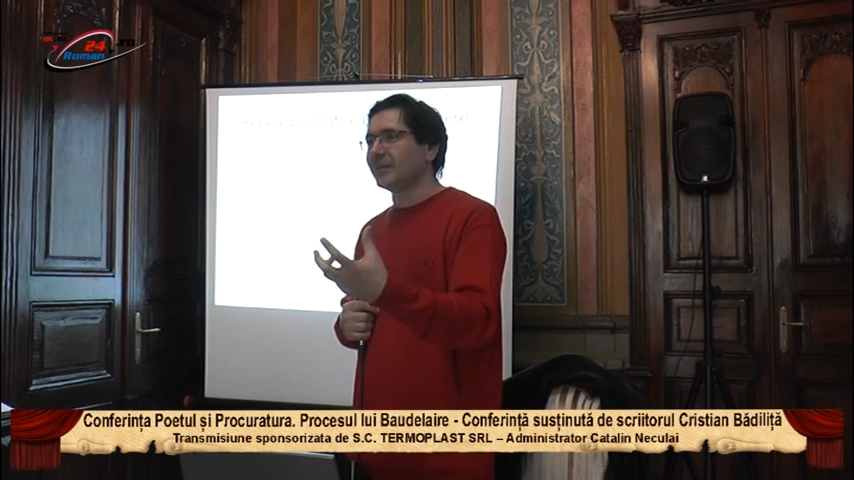 24
Roman
Conferința Poetul și Procuratura. Procesul lui Baudelaire - Conferință susținută de scriitorul Cristian Bădiliță
Transmisiune sponsorizata de S.C. TERMOPLAST SRL – Administrator Catalin Neculai